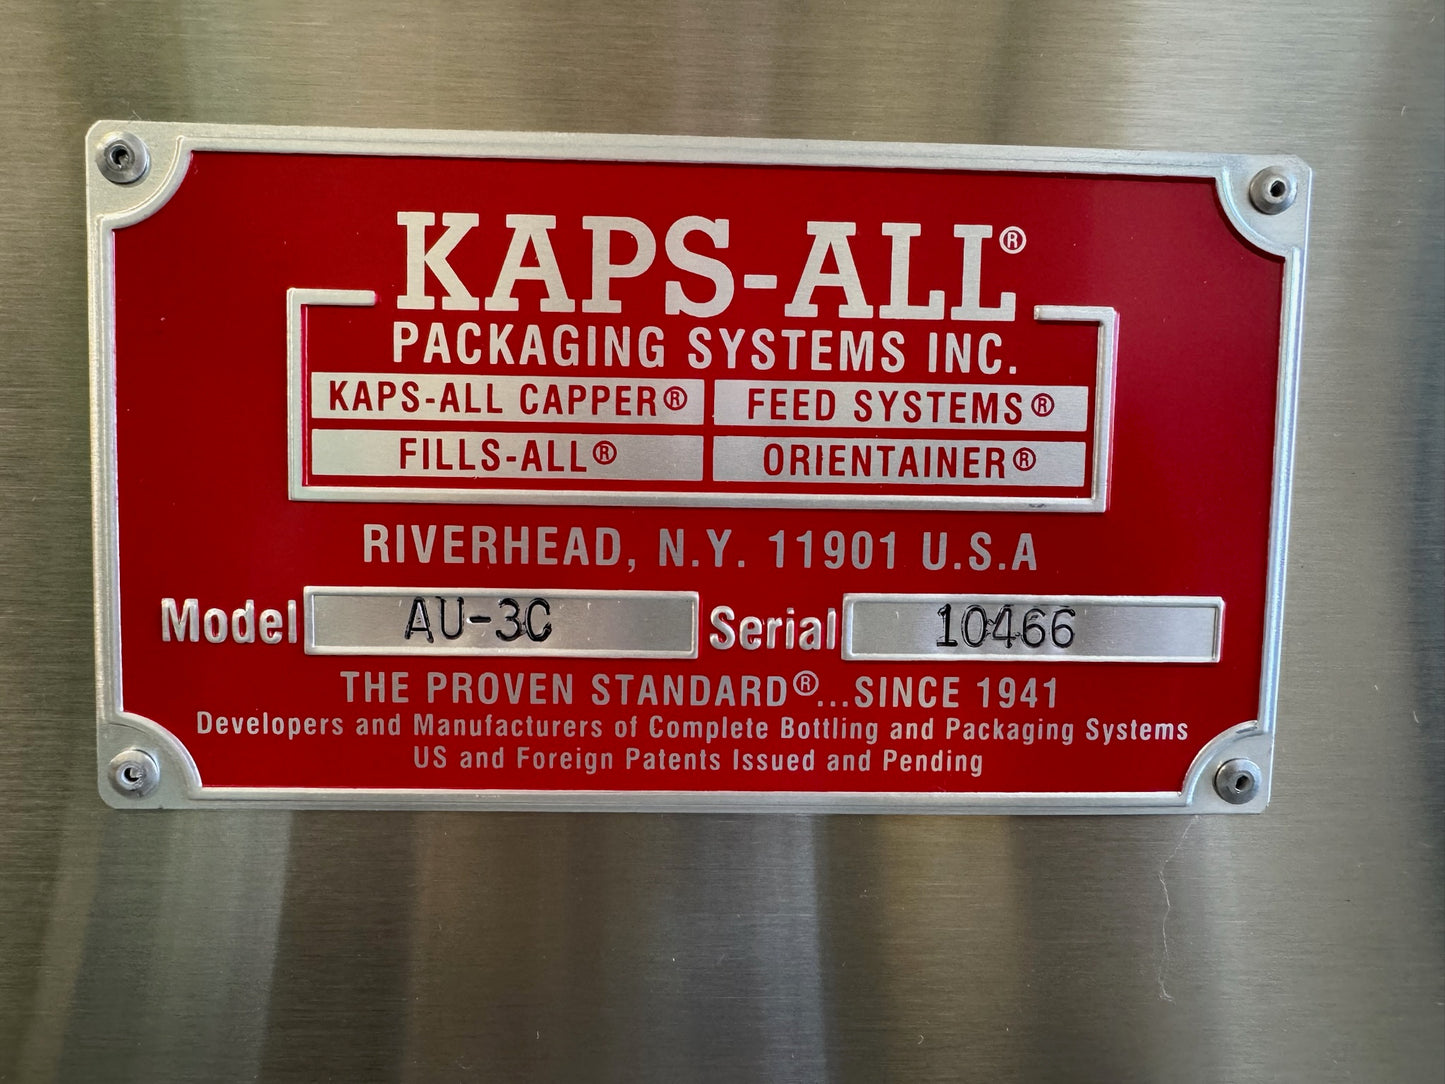 KAPS-ALL®
PACKAGING SYSTEMS INC.
KAPS-ALL CAPPER® FEED SYSTEMS®
FILLS-ALL® ORIENTAINER®
RIVERHEAD, N.Y. 11901 U.S.A
Model AU-3C Serial 10466
THE PROVEN STANDARD®...SINCE 1941
Developers and Manufacturers of Complete Bottling and Packaging Systems
US and Foreign Patents Issued and Pending